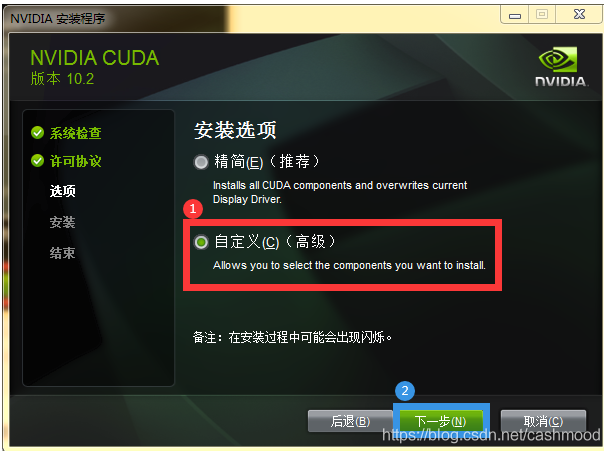 NVIDIA 安装程序
NVIDIA CUDA
版本 10.2
NVIDIA.
系统检查
许可协议
选项
安装
结束
安装选项
精简(E)（推荐）
Installs all CUDA components and overwrites current
Display Driver.
1
自定义(C)（高级）
Allows you to select the components you want to install.
备注：在安装过程中可能会出现闪烁。
2
后退(B)
下一步(N)
取消(C)
https://blog.csdn.net/cashmood